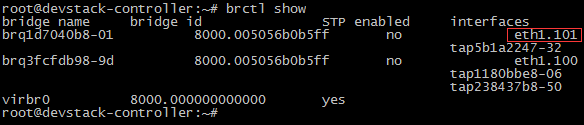 root@devstack-controller:~# brctl show
bridge name     bridge id               STP enabled     interfaces
brq1d7040b8-01          8000.005056b0b5ff       no              eth1.101
                                                        tap5b1a2247-32
brq3fcfdb98-9d          8000.005056b0b5ff       no              eth1.100
                                                        tap1180bbe8-06
                                                        tap238437b8-50
virbr0          8000.000000000000       yes
root@devstack-controller:~#